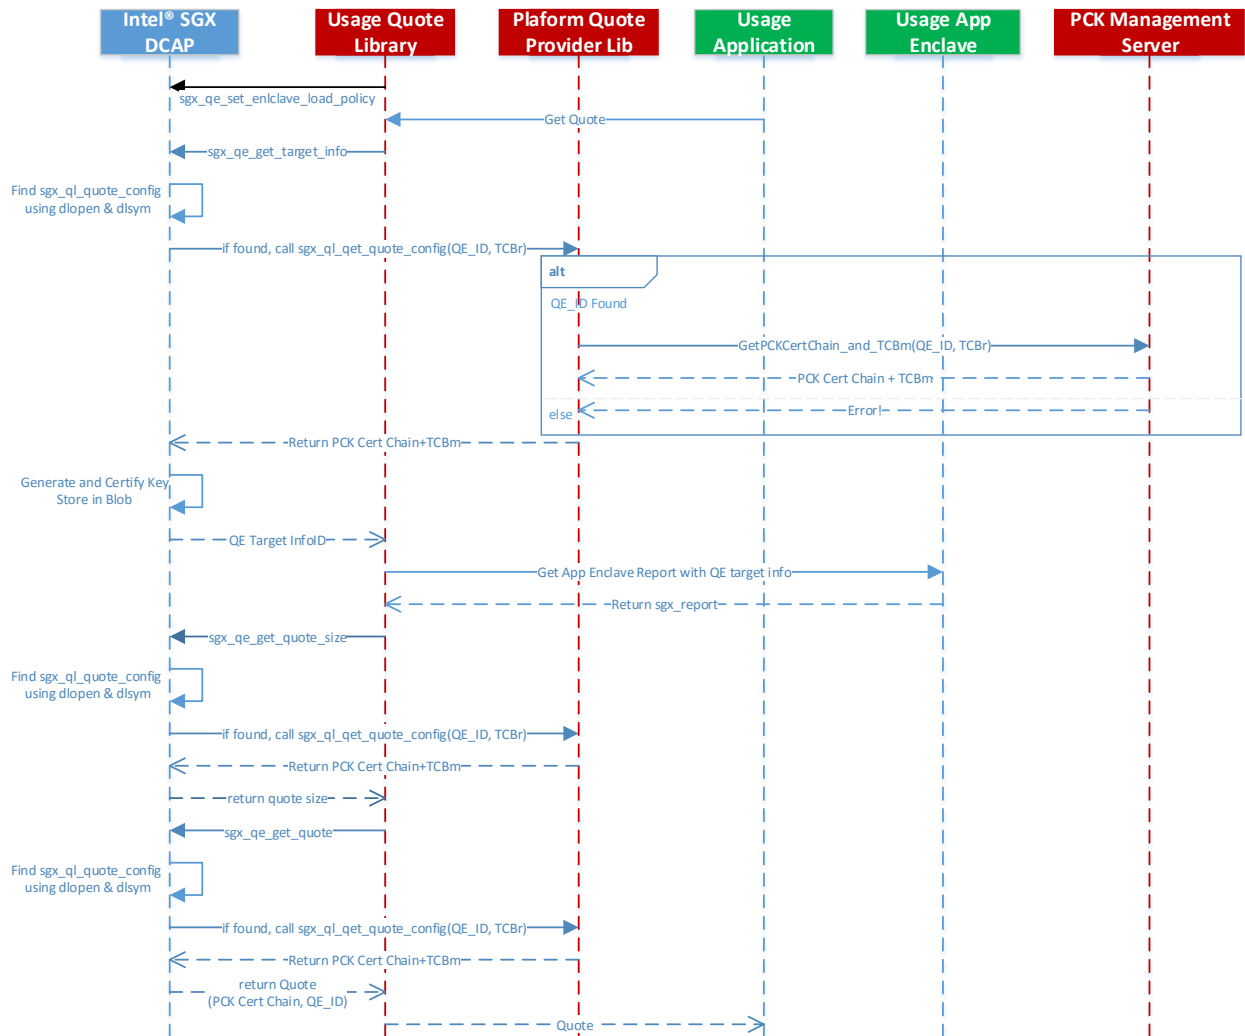 Intel® SGX
DCAP
Usage Quote
Library
Plaform Quote
Provider Lib
Usage
Application
Usage App
Enclave
PCK Management
Server
sgx_qe_set_enlclave_load_policy
Get Quote
sgx_qe_get_target_info
Find sgx_ql_quote_config
using dlopen & dlsym
if found, call sgx_ql_qet_quote_config(QE_ID, TCBr)
alt
QE_ID Found
GetPCKCertChain_and_TCBm(QE_ID, TCBr)
PCK Cert Chain + TCBm
Error!
else
Return PCK Cert Chain+TCBm
Generate and Certify Key
Store in Blob
QE Target InfoID
Get App Enclave Report with QE target info
Return sgx_report
sgx_qe_get_quote_size
Find sgx_ql_quote_config
using dlopen & dlsym
if found, call sgx_ql_qet_quote_config(QE_ID, TCBr)
Return PCK Cert Chain+TCBm
return quote size
sgx_qe_get_quote
Find sgx_ql_quote_config
using dlopen & dlsym
if found, call sgx_ql_qet_quote_config(QE_ID, TCBr)
Return PCK Cert Chain+TCBm
return Quote
(PCK Cert Chain, QE_ID)
Quote